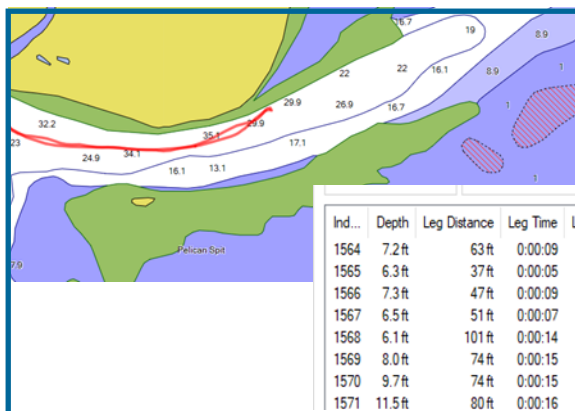 16.7
19
8.9
22
22
16.1
8.9
1
32.2
29.9
29.9
26.9
16.7
1
23
35.1
34.1
24.9
17.1
16.1
13.1
1
Pelican Spit
7.9
Ind... Depth Leg Distance Leg Time L
1564 7.2 ft 63 ft 0:00:09
1565 6.3 ft 37 ft 0:00:05
1566 7.3 ft 47 ft 0:00:09
1567 6.5 ft 51 ft 0:00:07
1568 6.1 ft 101 ft 0:00:14
1569 8.0 ft 74 ft 0:00:15
1570 9.7 ft 74 ft 0:00:15
1571 11.5 ft 80 ft 0:00:16